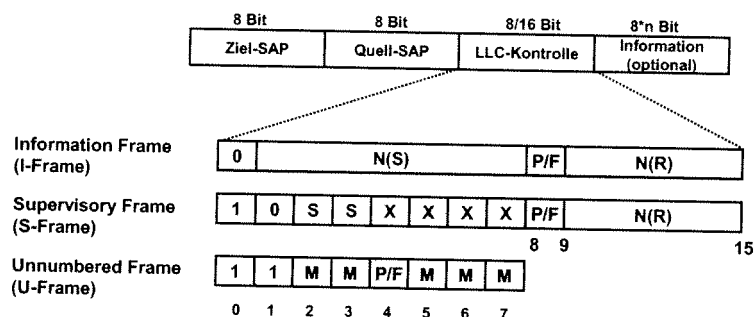 8 Bit 8 Bit 8/16 Bit 8*n Bit
Ziel-SAP Quell-SAP LLC-Kontrolle Information
(optional)
Information Frame
(I-Frame)
0 N(S) P/F N(R)
Supervisory Frame
(S-Frame)
1 0 S S X X X X P/F N(R)
8 9 15
Unnumbered Frame
(U-Frame)
1 1 M M P/F M M M
0 1 2 3 4 5 6 7